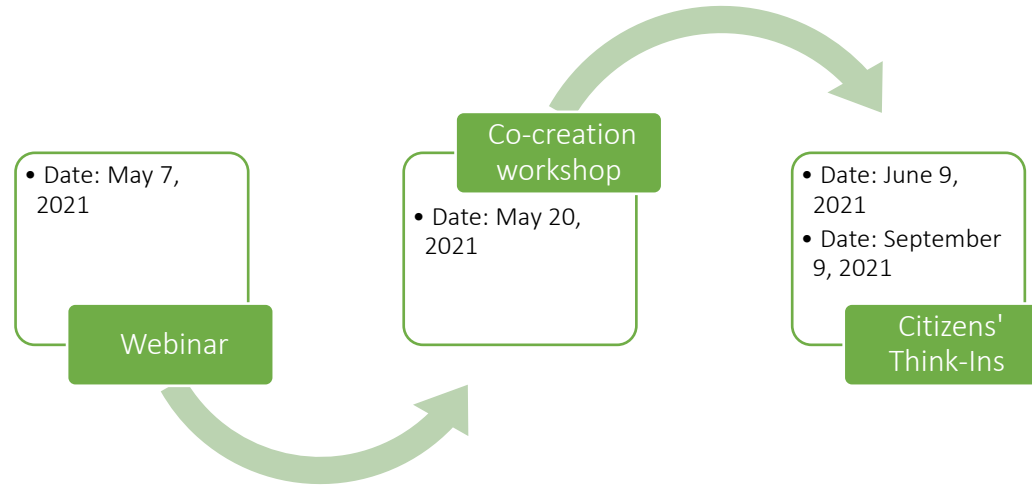 • Date: May 7,
2021
Webinar
Co-creation
workshop
• Date: May 20,
2021
• Date: June 9,
2021
• Date: September
9, 2021
Citizens'
Think-Ins